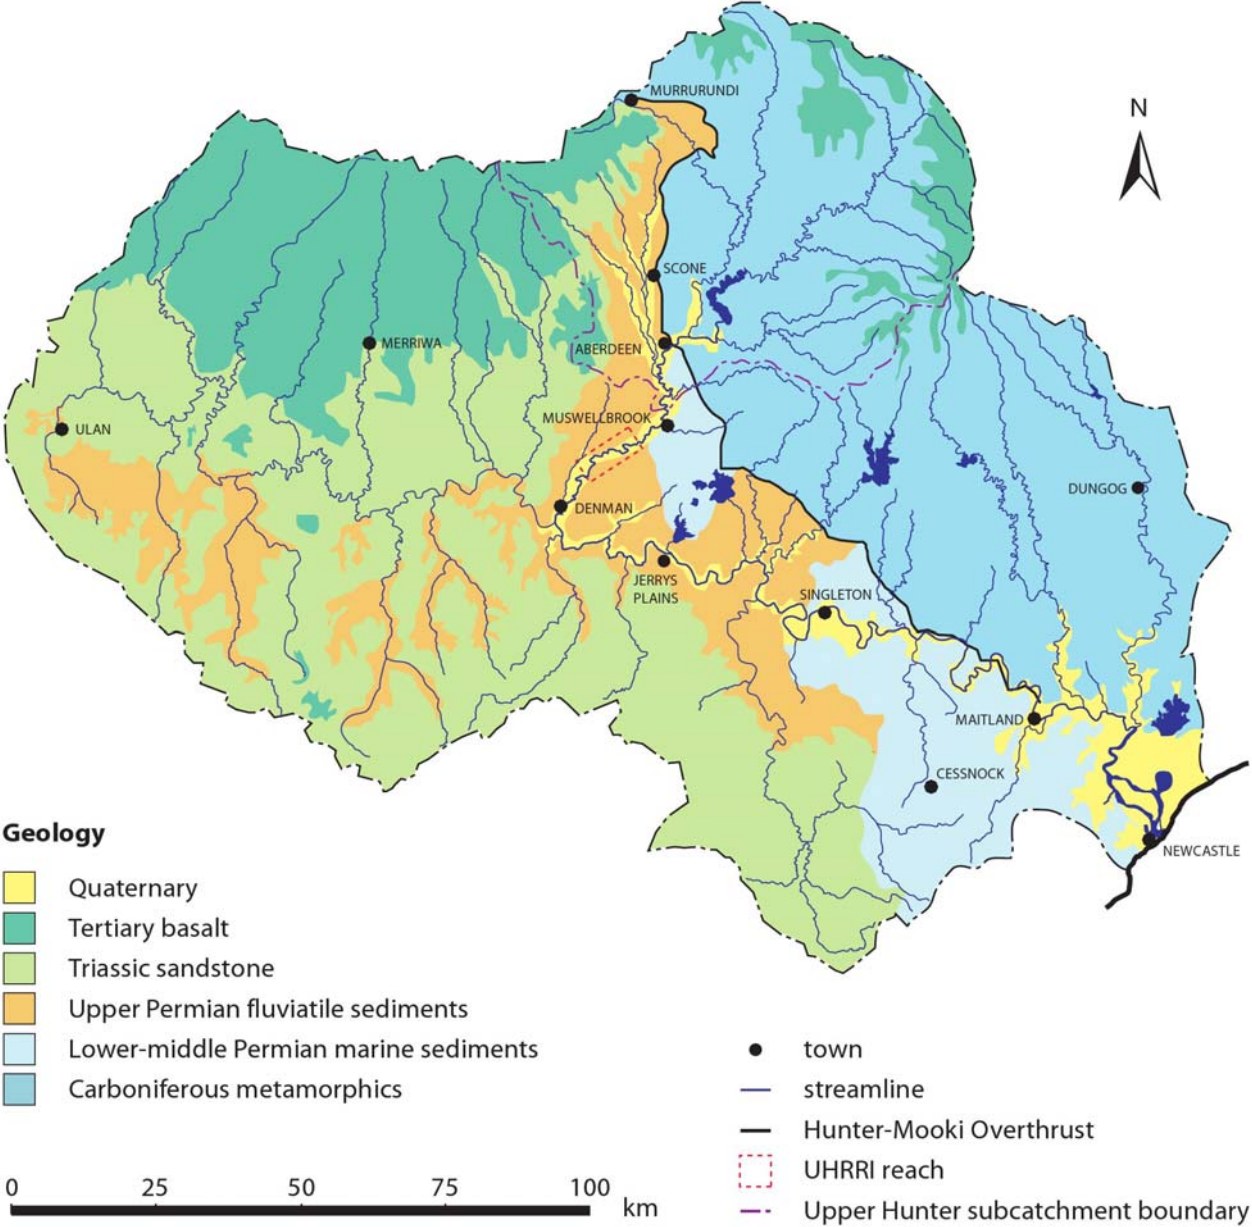 MURRURUNDI
N
SCONE
MERRIWA
ABERDEEN
MUSWELLBROOK
ULAN
DUNGOG
DENMAN
JERRYS
PLAINS
SINGLETON
MAITLAND
CESSNOCK
NEWCASTLE
Geology
Quaternary
Tertiary basalt
Triassic sandstone
Upper Permian fluviatile sediments
Lower-middle Permian marine sediments
Carboniferous metamorphics
town
streamline
Hunter-Mooki Overthrust
UHRRI reach
Upper Hunter subcatchment boundary
0 25 50 75 100
km